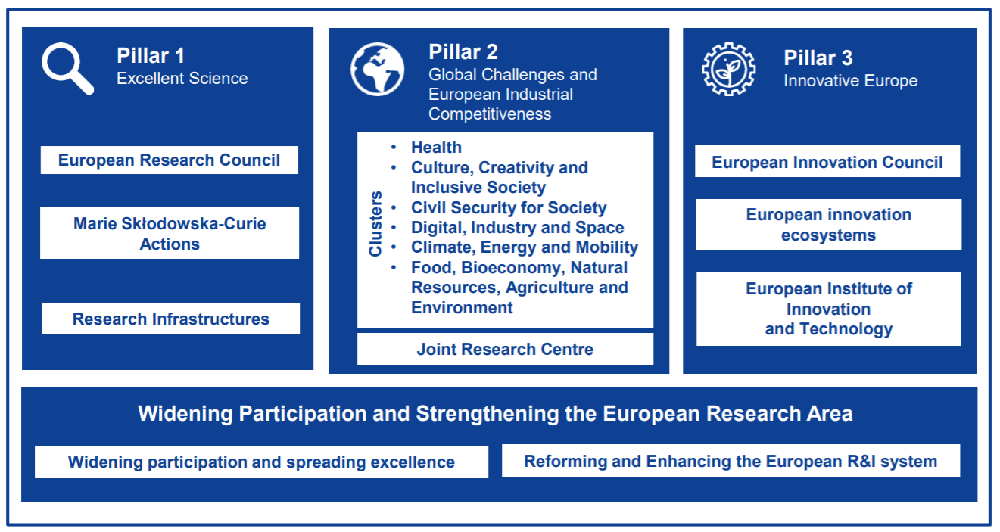 Pillar 1
Excellent Science
European Research Council
Marie Skłodowska-Curie
Actions
Research Infrastructures
Pillar 2
Global Challenges and
European Industrial
Competitiveness
Clusters
• Health
• Culture, Creativity and
Inclusive Society
• Civil Security for Society
• Digital, Industry and Space
• Climate, Energy and Mobility
• Food, Bioeconomy, Natural
Resources, Agriculture and
Environment
Joint Research Centre
Pillar 3
Innovative Europe
European Innovation Council
European innovation
ecosystems
European Institute of
Innovation
and Technology
Widening Participation and Strengthening the European Research Area
Widening participation and spreading excellence
Reforming and Enhancing the European R&I system